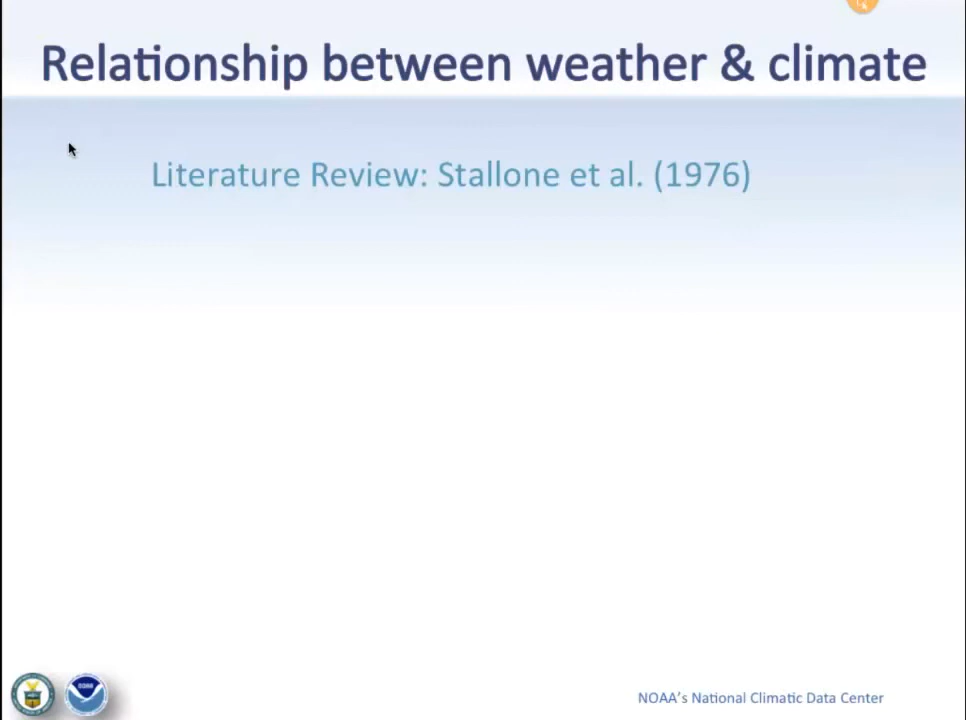 Relationship between weather & climate
Literature Review: Stallone et al. (1976)
NOAA's National Climatic Data Center